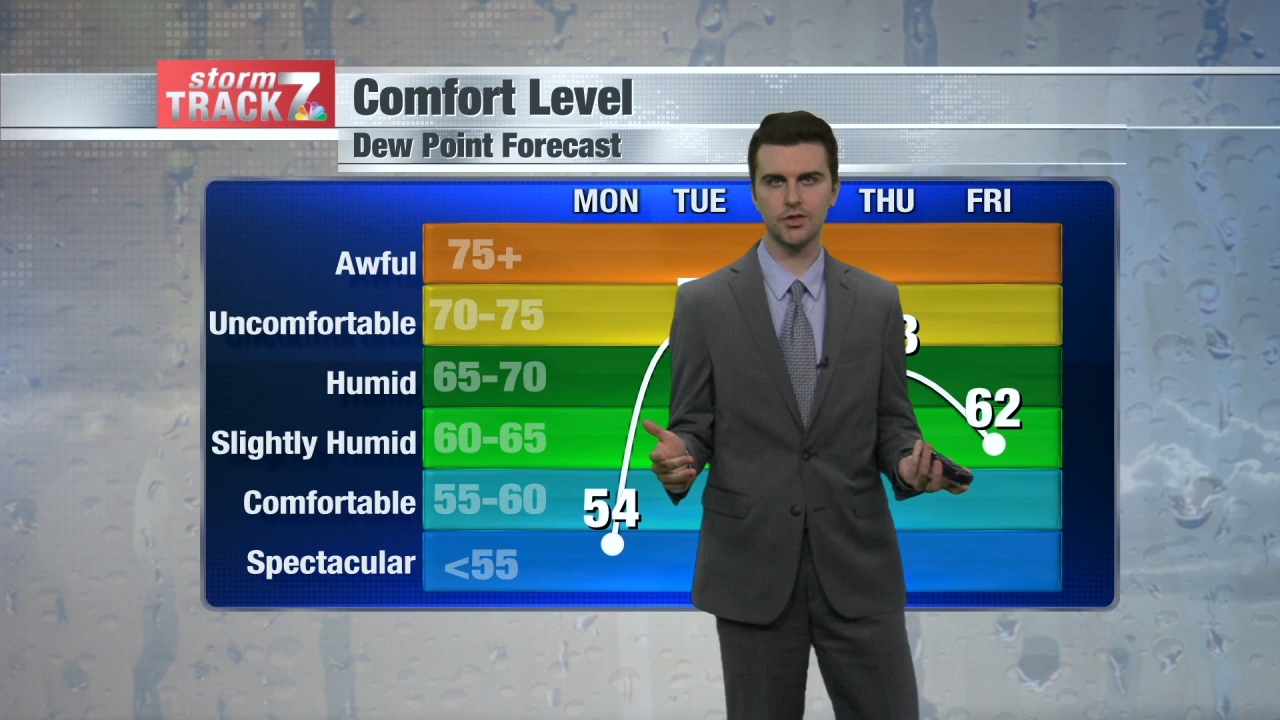 storm
TRACK 7
Comfort Level
Dew Point Forecast
MON TUE THU FRI
Awful 75+
Uncomfortable 70-75
Humid 65-70
62
Slightly Humid 60-65
Comfortable 55-60
54
Spectacular <55